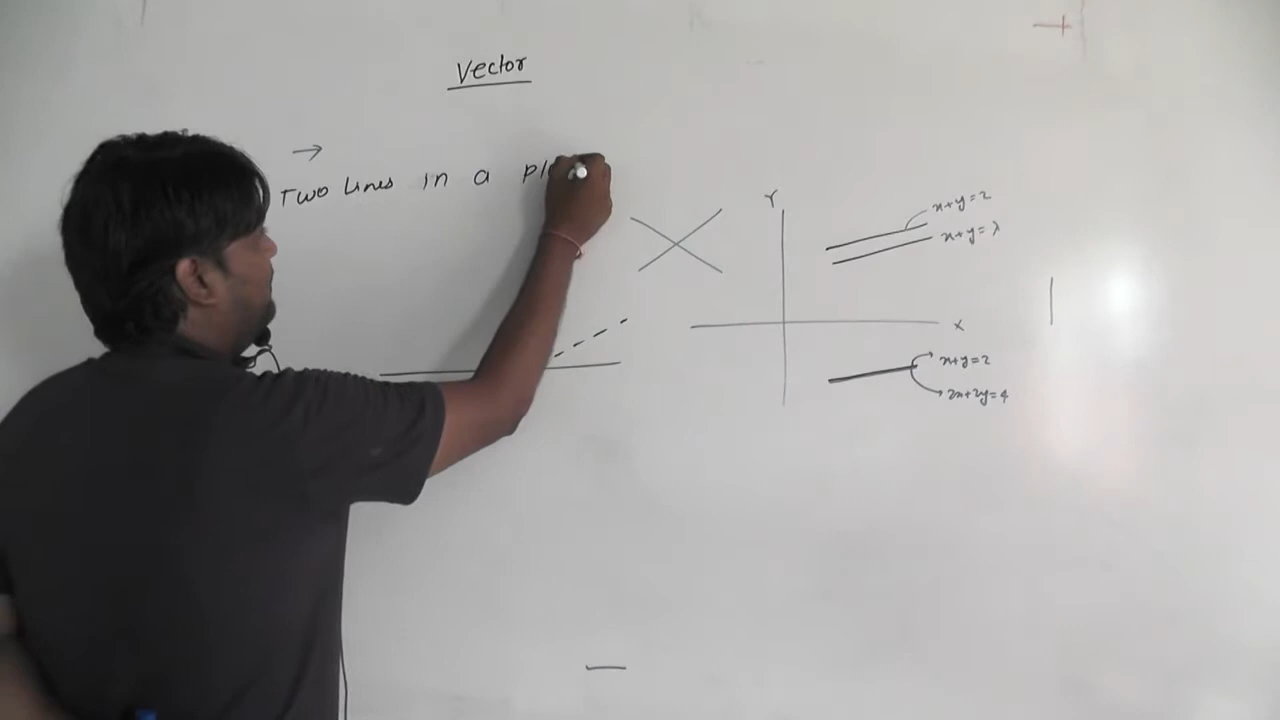 Vector
Two Lines in a pl
Y
x+y=2
x+y=λ
X
x+y=2
2x+2y=4